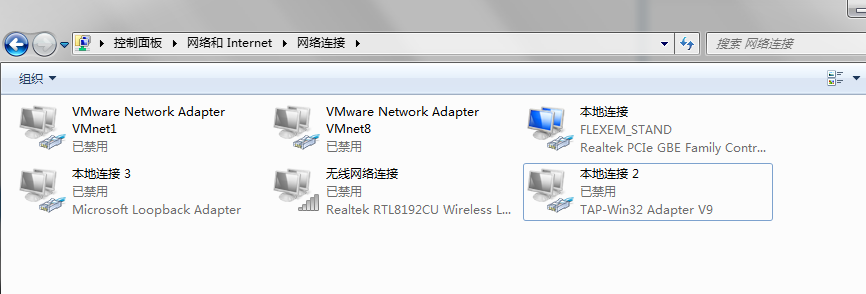 控制面板 网络和 Internet 网络连接 搜索 网络连接
组织
VMware Network Adapter VMnet1
已禁用
VMware Network Adapter VMnet8
已禁用
本地连接
FLEXEM_STAND
Realtek PCIe GBE Family Contr...
本地连接 3
已禁用
Microsoft Loopback Adapter
无线网络连接
已禁用
Realtek RTL8192CU Wireless L...
本地连接 2
已禁用
TAP-Win32 Adapter V9